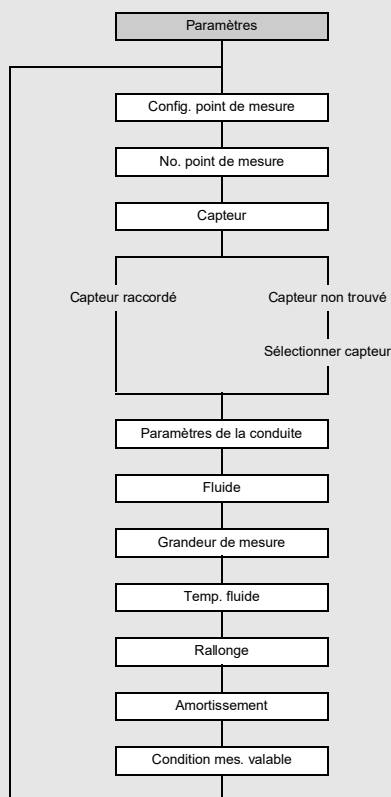 Paramètres
Config. point de mesure
No. point de mesure
Capteur
Capteur raccordé
Capteur non trouvé
Sélectionner capteur
Paramètres de la conduite
Fluide
Grandeur de mesure
Temp. fluide
Rallonge
Amortissement
Condition mes. valable